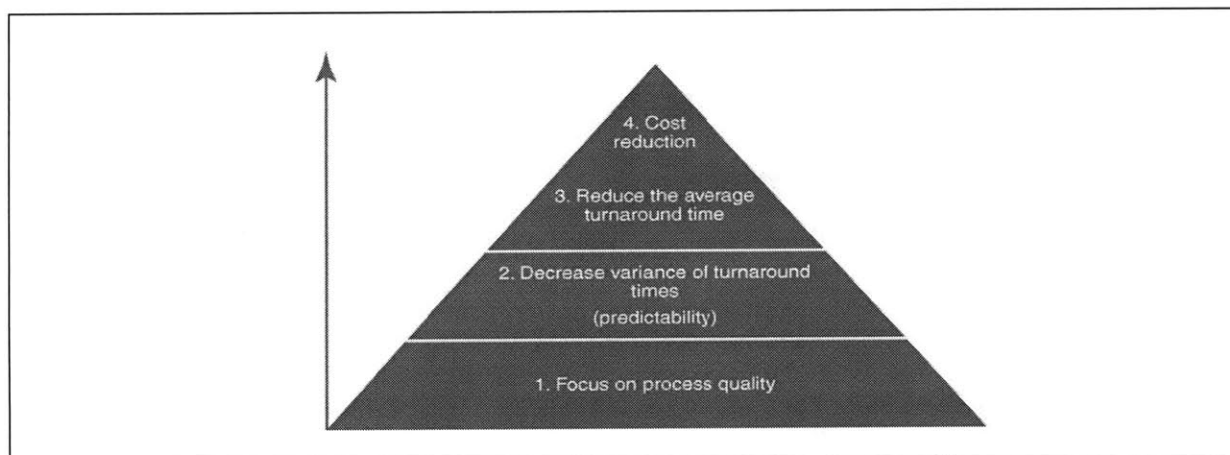 4. Cost
reduction
3. Reduce the average
turnaround time
2. Decrease variance of turnaround
times
(predictability)
1. Focus on process quality